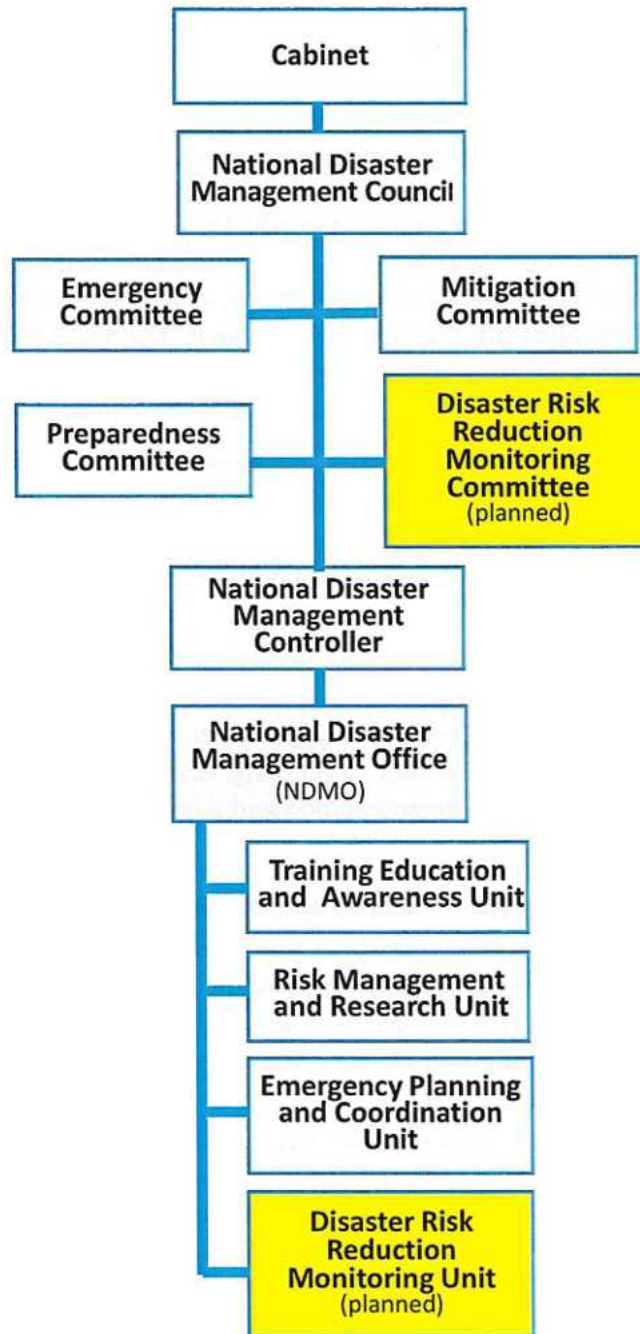 Cabinet
National Disaster
Management Council
Emergency
Committee
Mitigation
Committee
Preparedness
Committee
Disaster Risk
Reduction
Monitoring
Committee
(planned)
National Disaster
Management
Controller
National Disaster
Management Office
(NDMO)
Training Education
and Awareness Unit
Risk Management
and Research Unit
Emergency Planning
and Coordination
Unit
Disaster Risk
Reduction
Monitoring Unit
(planned)